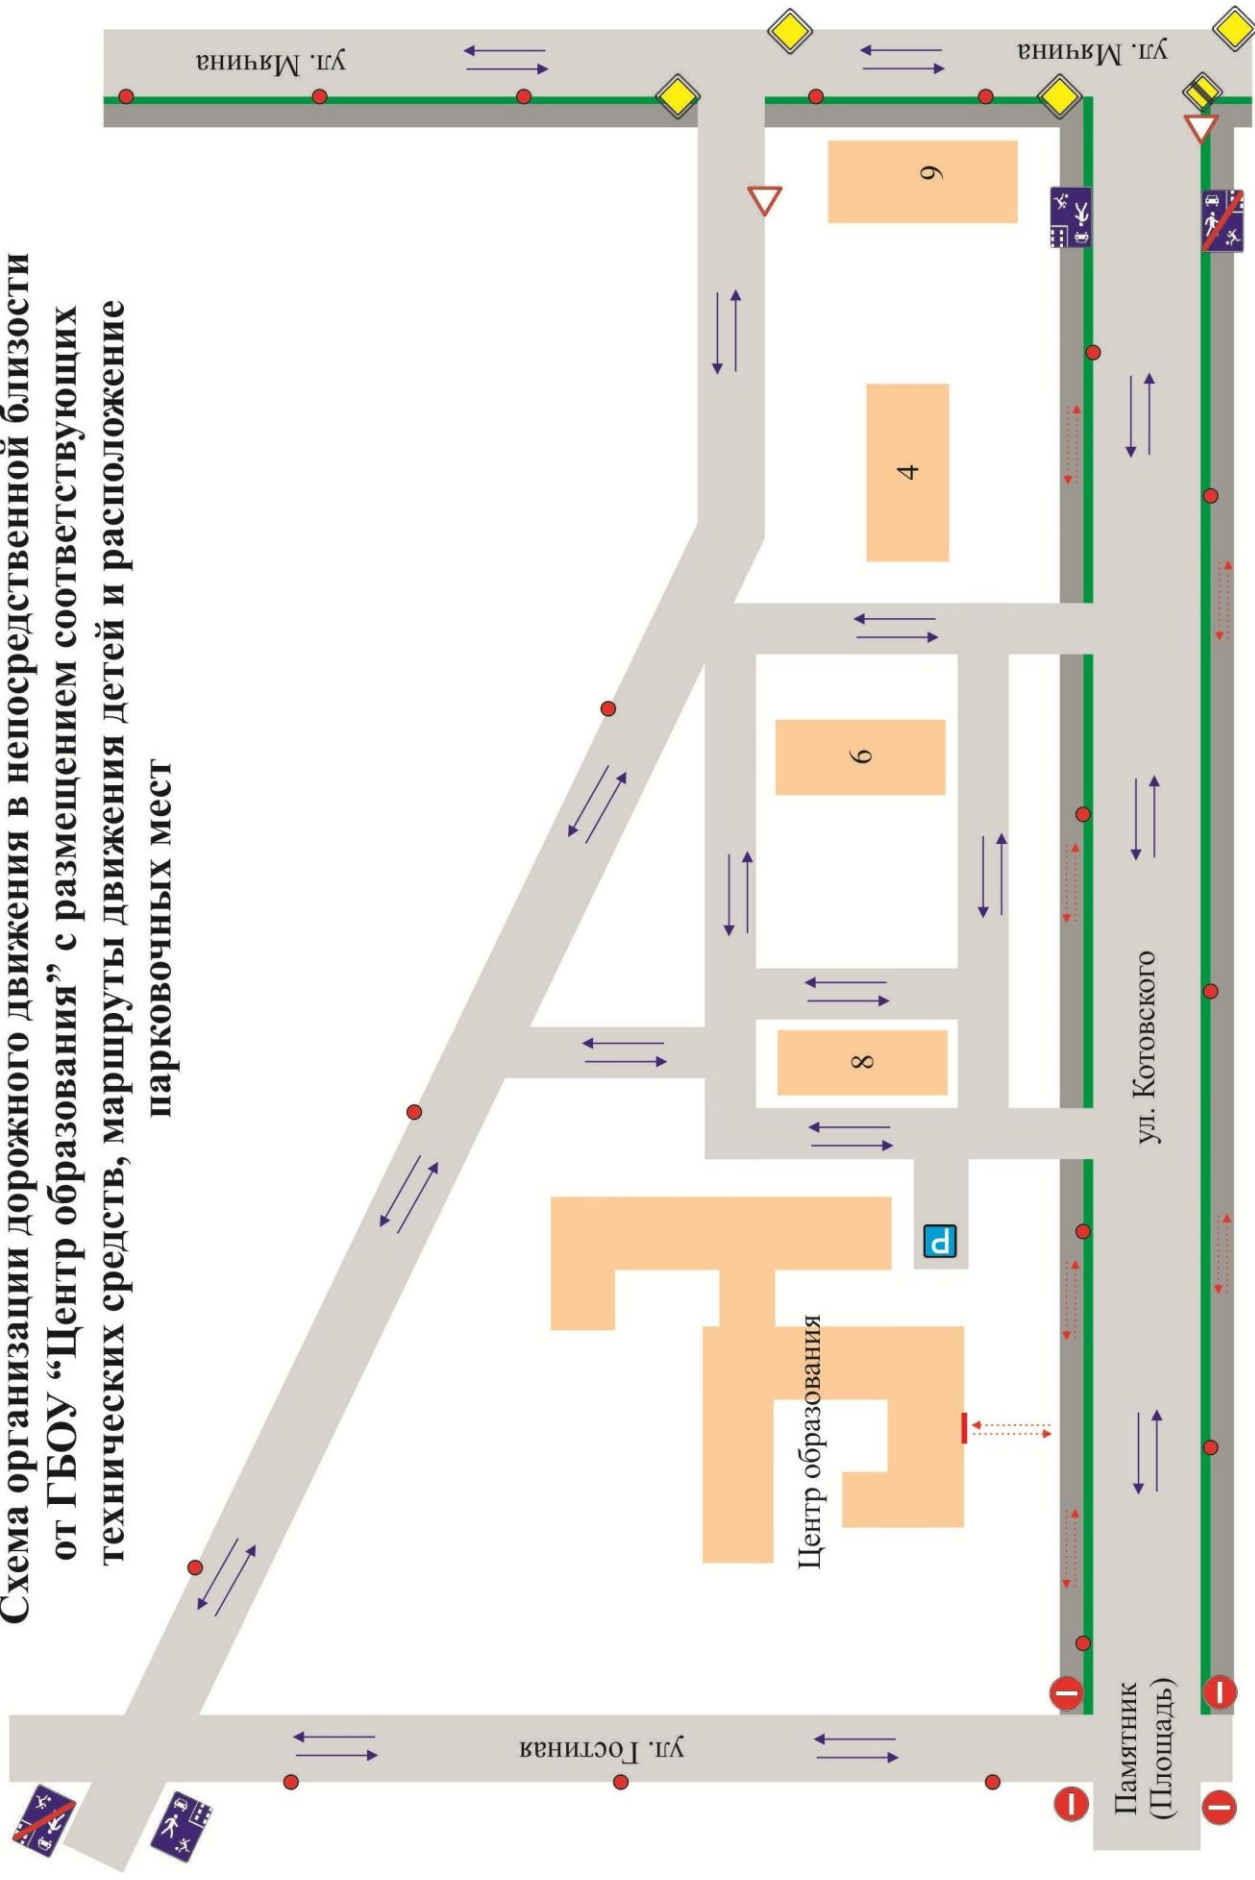 Схема организации дорожного движения в непосредственной близости
от ГБОУ “Центр образования” с размещением соответствующих
технических средств, маршруты движения детей и расположение
парковочных мест
ул. Мячина
ул. Гостиная
Центр образования
8
6
4
9
P
ул. Мячина
Памятник
(Площадь)
ул. Котовского